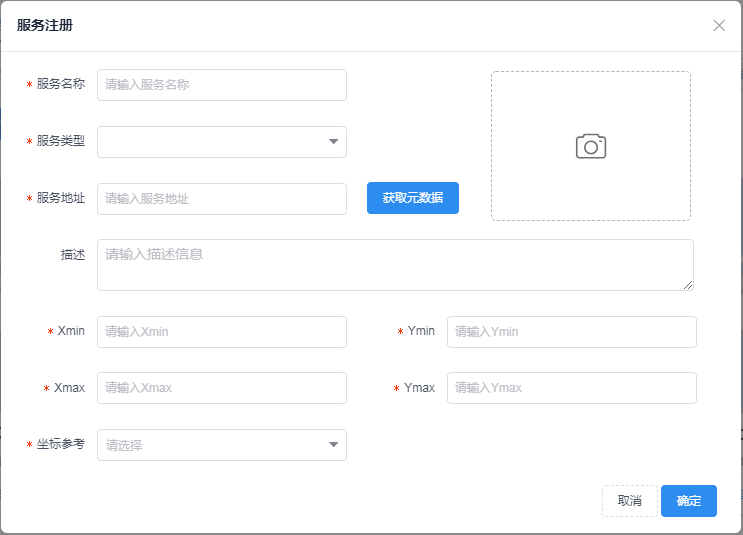 服务注册
* 服务名称 请输入服务名称
* 服务类型
* 服务地址 请输入服务地址 获取元数据
描述 请输入描述信息
* Xmin 请输入Xmin * Ymin 请输入Ymin
* Xmax 请输入Xmax * Ymax 请输入Ymax
* 坐标参考 请选择
取消 确定